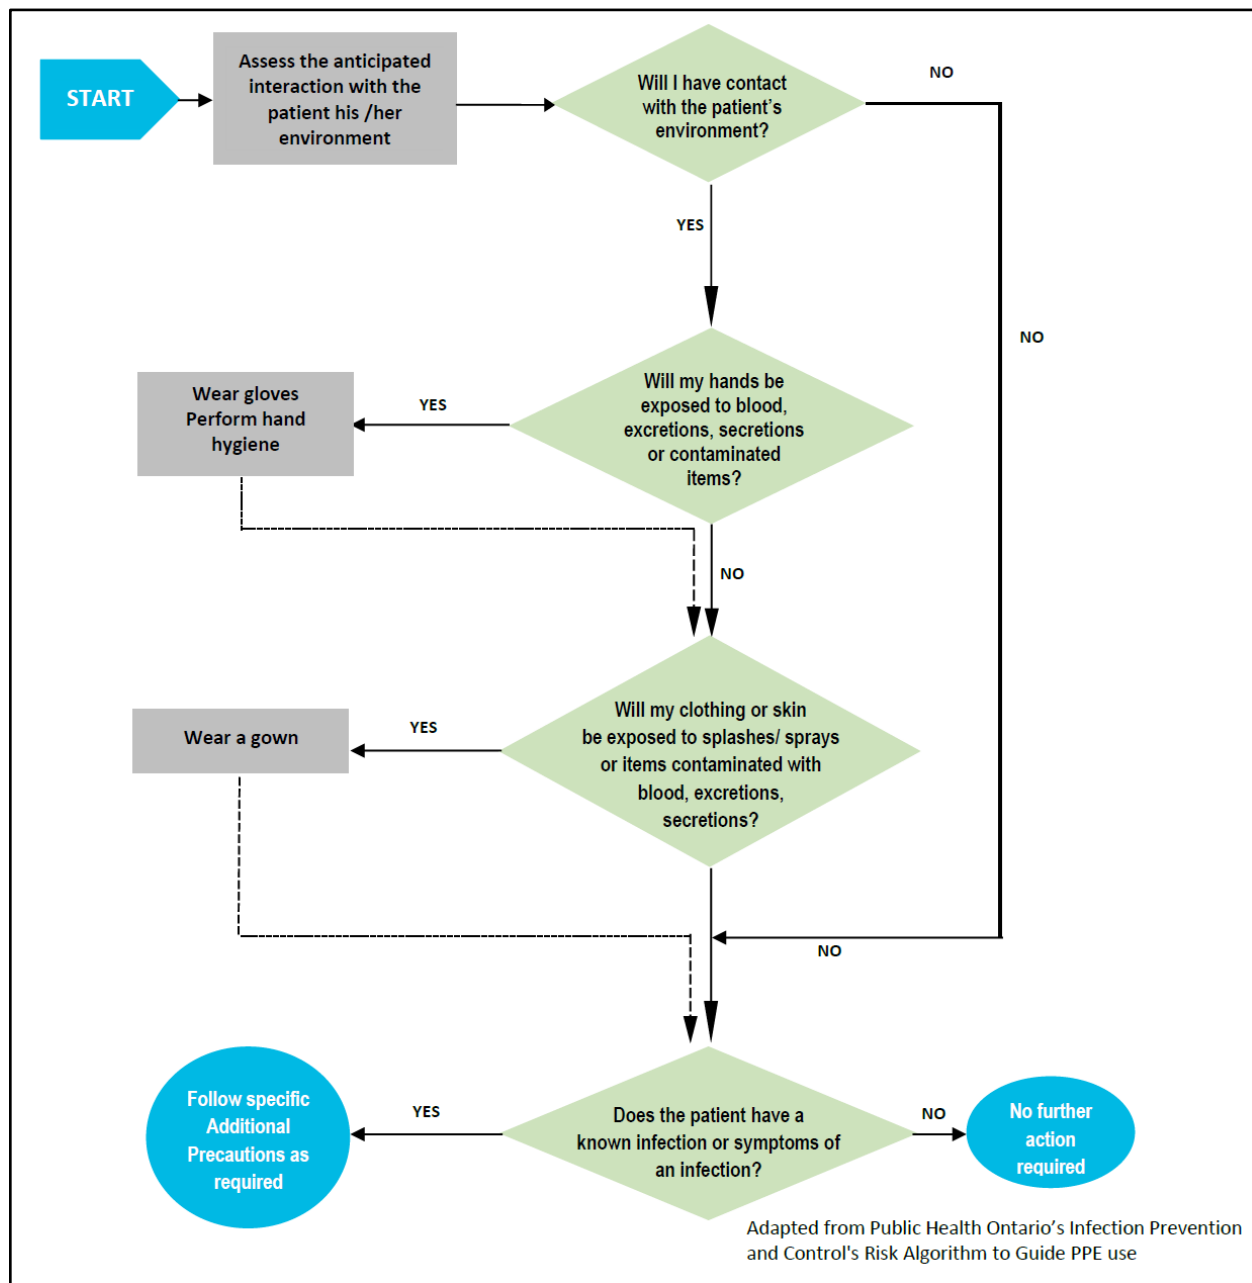 START
Assess the anticipated
interaction with the
patient his /her
environment
Will I have contact
with the patient's
environment?
NO
YES
NO
Will my hands be
exposed to blood,
excretions, secretions
or contaminated
items?
YES
Wear gloves
Perform hand
hygiene
NO
Will my clothing or skin
be exposed to splashes/ sprays
or items contaminated with
blood, excretions,
secretions?
YES
Wear a gown
NO
Does the patient have a
known infection or symptoms of
an infection?
YES
Follow specific
Additional
Precautions as
required
NO
No further
action
required
Adapted from Public Health Ontario's Infection Prevention
and Control's Risk Algorithm to Guide PPE use